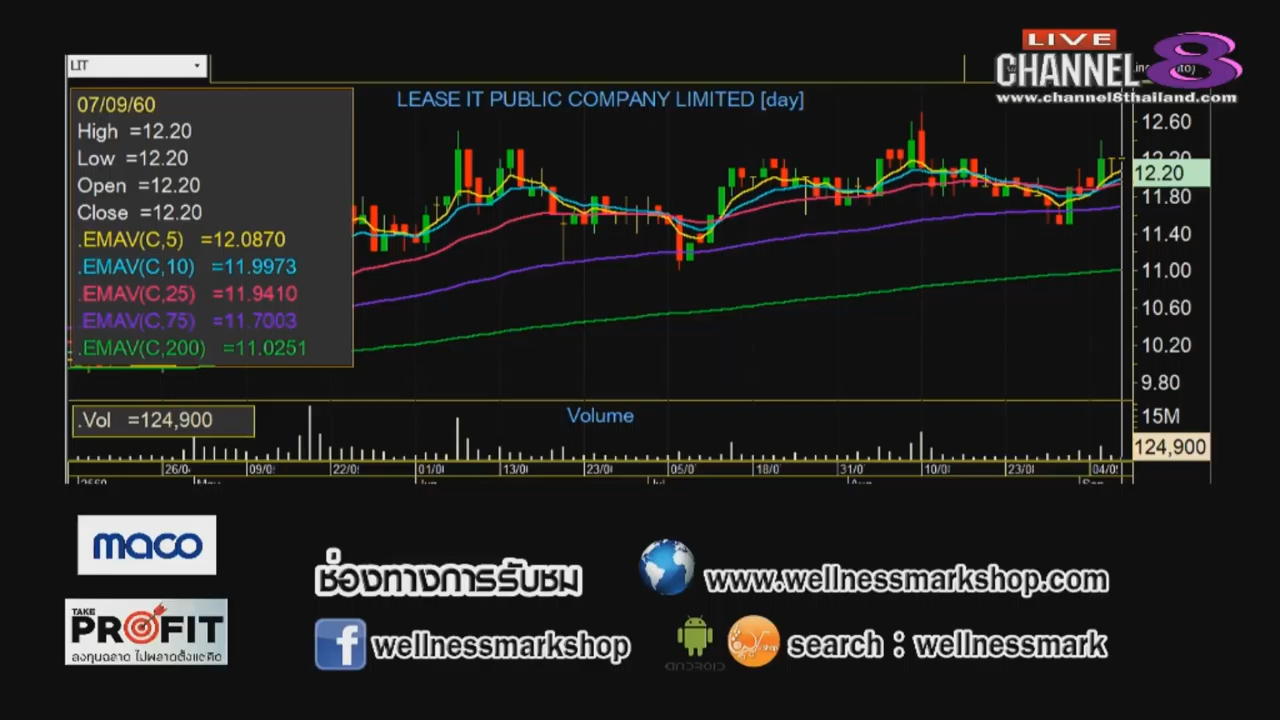 LIVE
CHANNEL 8
www.channel8thailand.com
LIT
LEASE IT PUBLIC COMPANY LIMITED [day]
07/09/60
High =12.20
Low =12.20
Open =12.20
Close =12.20
.EMAV(C,5) =12.0870
.EMAV(C,10) =11.9973
.EMAV(C,25) =11.9410
.EMAV(C,75) =11.7003
.EMAV(C,200) =11.0251
12.60
12.20
12.20
11.80
11.40
11.00
10.60
10.20
9.80
.Vol =124,900
Volume
15M
124,900
26/0 09/0 22/0 01/0 13/0 23/0 05/0 18/0 31/0 10/0 23/0 04/0
maco
ช่องทางการรับชม
www.wellnessmarkshop.com
TAKE
PROFIT
ลงทุนฉลาด ไม่พลาดตั้งแต่คิด
wellnessmarkshop
ANDROID
search : wellnessmark